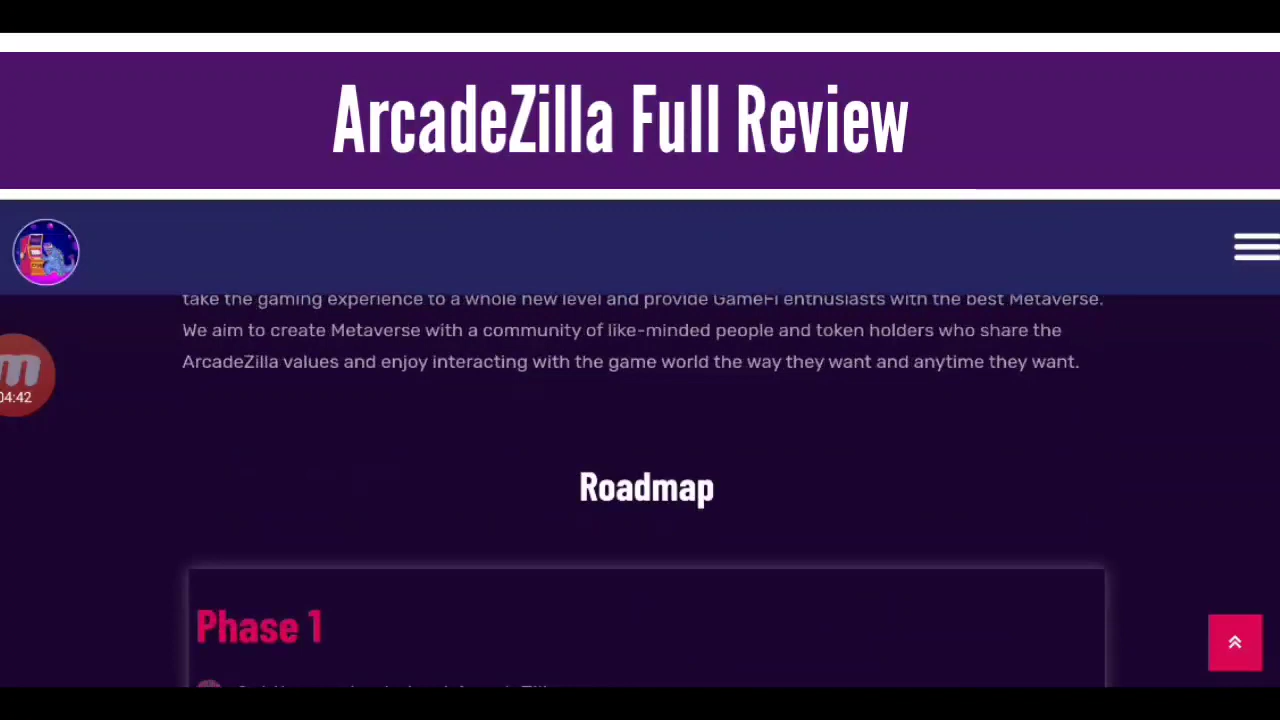 ArcadeZilla Full Review
take the gaming experience to a whole new level and provide GameFi enthusiasts with the best Metaverse.
We aim to create Metaverse with a community of like-minded people and token holders who share the
ArcadeZilla values and enjoy interacting with the game world the way they want and anytime they want.
04:42
Roadmap
Phase 1